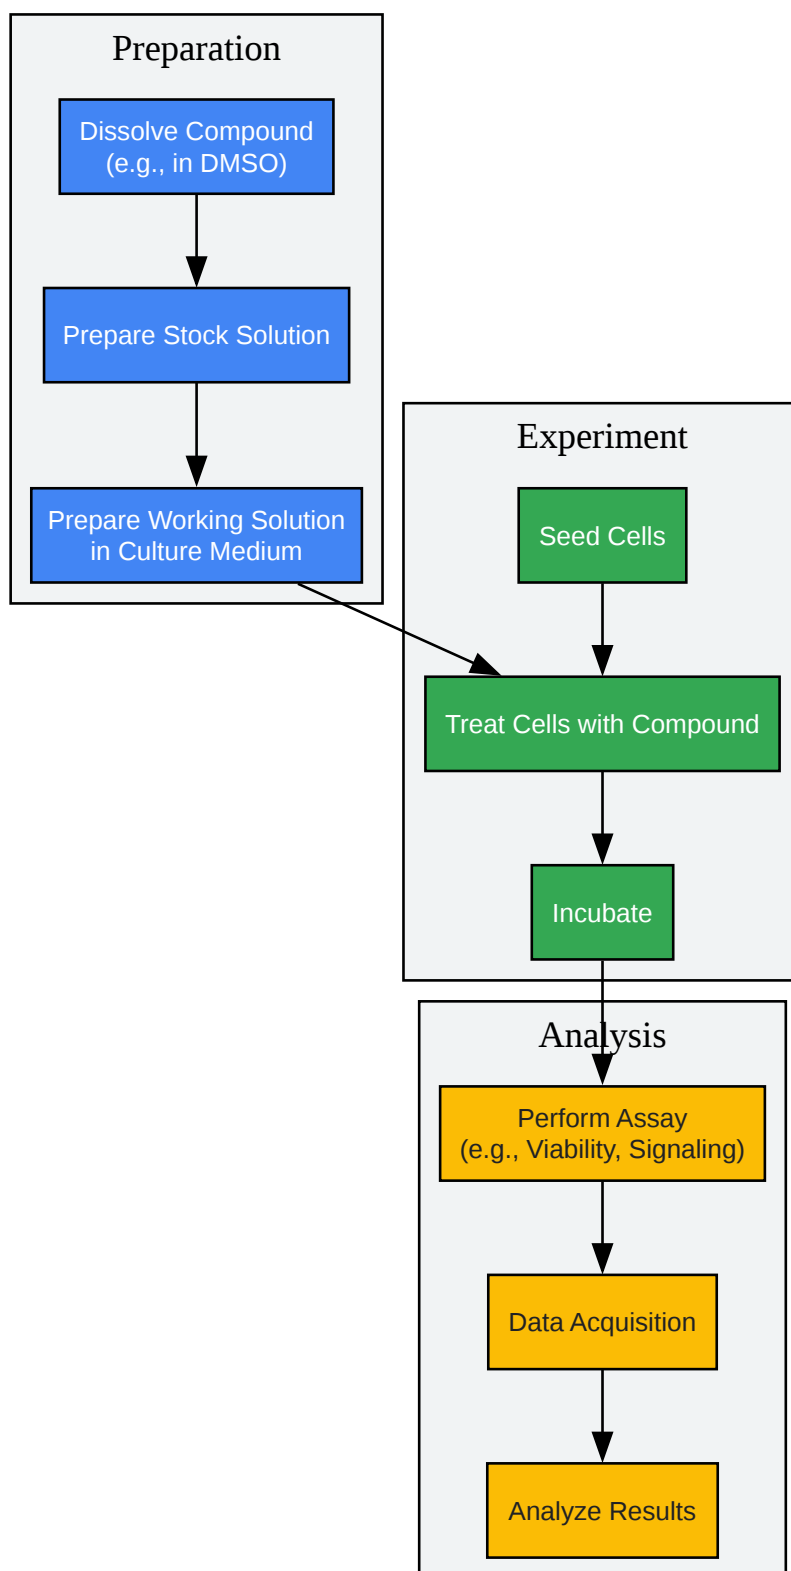 Preparation
Dissolve Compound
(e.g., in DMSO)
Prepare Stock Solution
Prepare Working Solution
in Culture Medium
Experiment
Seed Cells
Treat Cells with Compound
Incubate
Analysis
Perform Assay
(e.g., Viability, Signaling)
Data Acquisition
Analyze Results